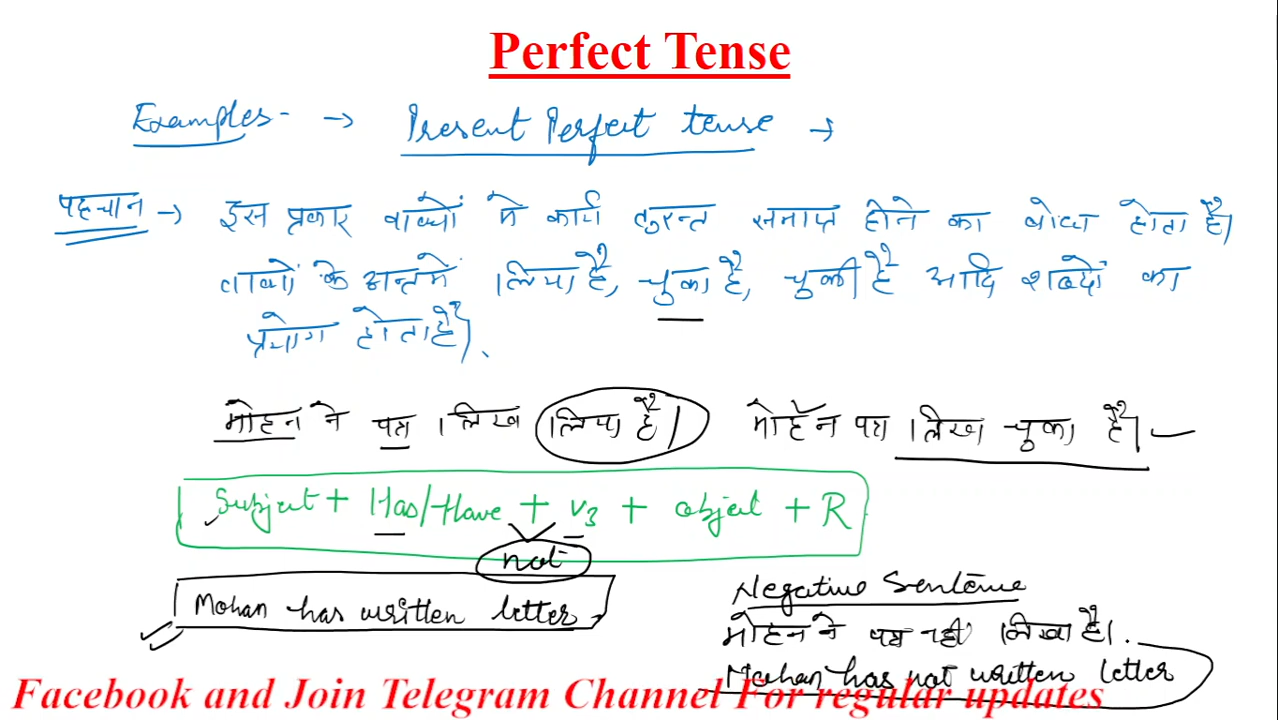 Perfect Tense
Examples - → Present Perfect tense →
पहचान → इस प्रकार वाक्यों में कार्य तुरन्त समाप्त होने का बोध होता है।
वाक्यों के अन्त में लिया है, चुका है, चुकी है आदि शब्दों का
प्रयोग होता है।
मोहन ने पत्र लिख लिया है। मोहन पत्र लिख चुका है।
Subject + Has/Have + V3 + object + R
not
Mohan has written letter.
Negative Sentence
मोहन ने पत्र नहीं लिखा है।
Mohan has not written letter
Facebook and Join Telegram Channel For regular updates